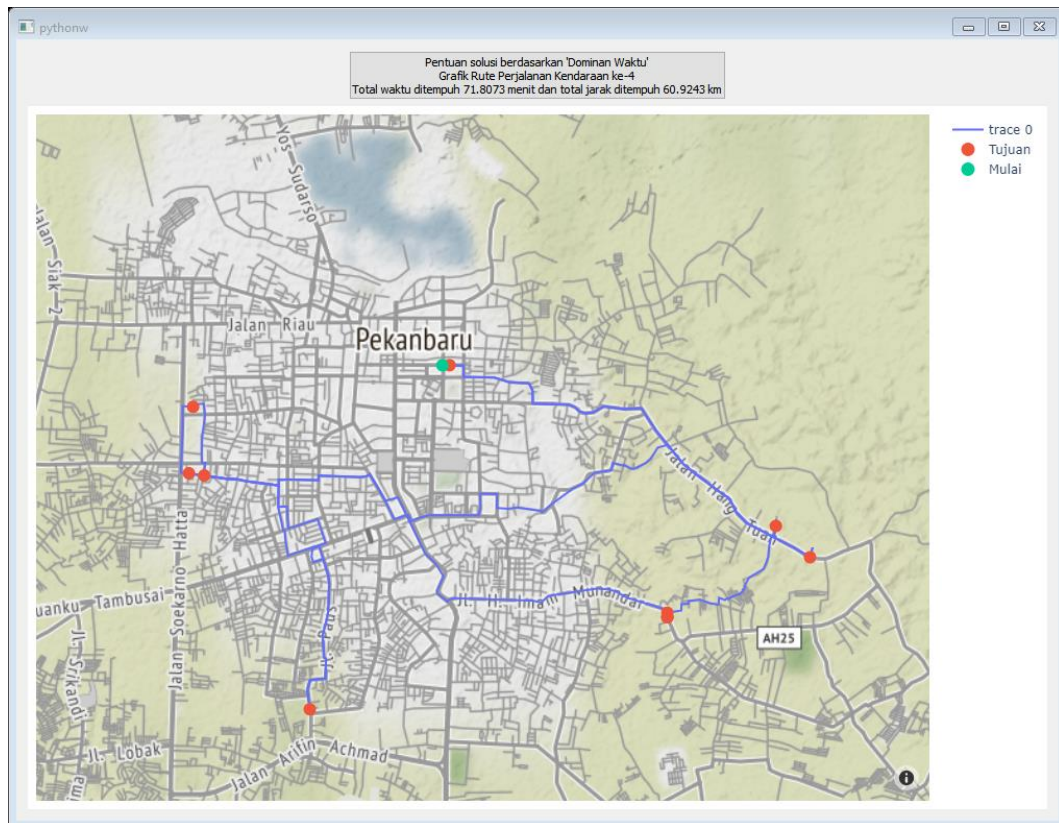 pythonw
Pentuan solusi berdasarkan 'Dominan Waktu'
Grafik Rute Perjalanan Kendaraan ke-4
Total waktu ditempuh 71.8073 menit dan total jarak ditempuh 60.9243 km
trace 0
Tujuan
Mulai
Yos Sudarso
Jalan Siak 2
Jalan Riau
Pekanbaru
Jalan Hang Tuah
Jalan Soekarno Hatta
uanku Tambusai
Jl. H. Imam Munandar
Jl. Paus
AH25
Jl. Srikandi
Jl. Lobak
Jalan Arifin Achmad
ima